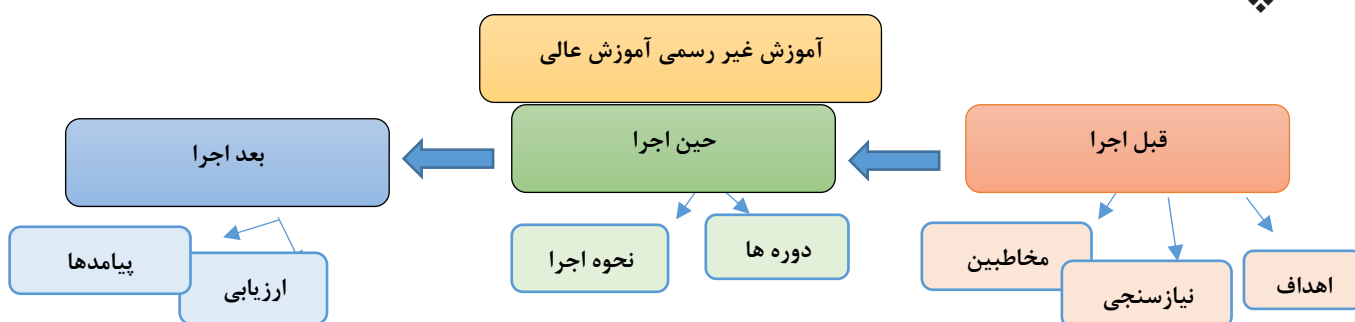 آموزش غیر رسمی آموزش عالی
قبل اجرا
حین اجرا
بعد اجرا
اهداف
نیازسنجی
مخاطبین
دوره ها
نحوه اجرا
ارزیابی
پیامدها